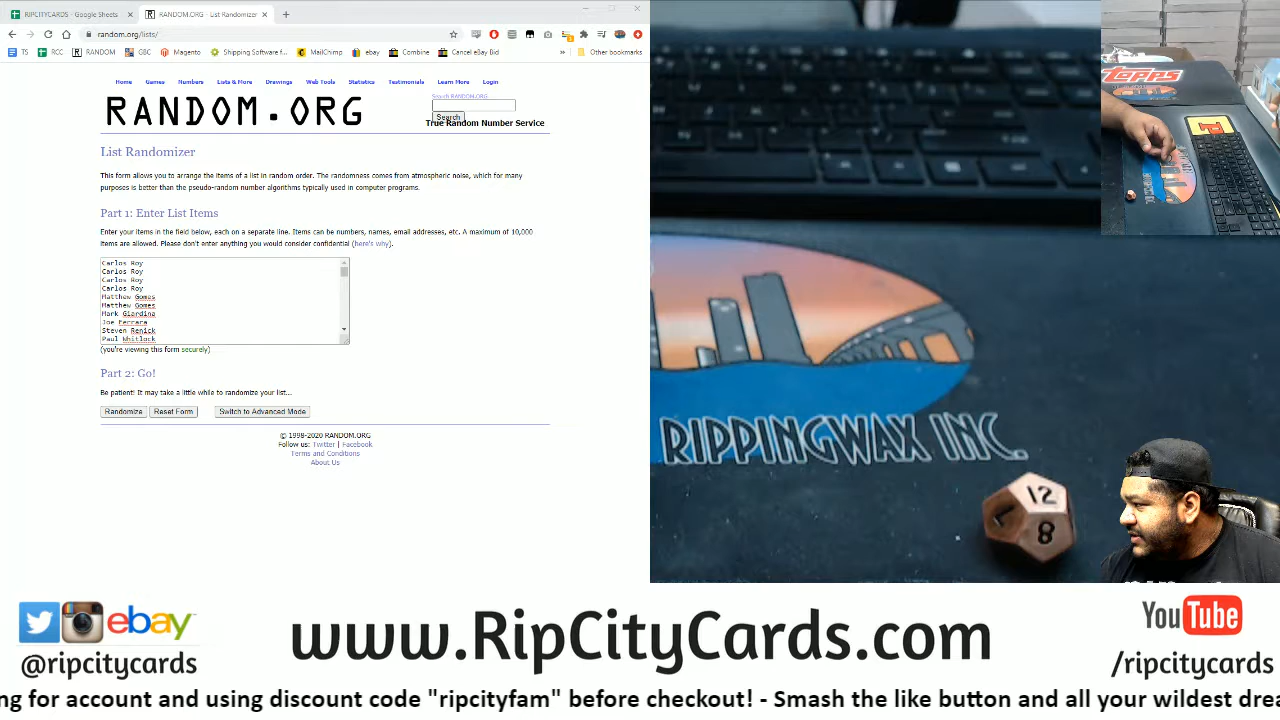 RIPCITYCARDS - Google Sheets
RANDOM.ORG - List Randomizer
random.org/lists/
TS
RCC
RANDOM
GBC
Magento
Shipping Software f...
MailChimp
ebay
Combine
Cancel eBay Bid
Other bookmarks
Home Games Numbers Lists & More Drawings Web Tools Statistics Testimonials Learn More Login
RANDOM.ORG
Search RANDOM.ORG
Search
True Random Number Service
List Randomizer
This form allows you to arrange the items of a list in random order. The randomness comes from atmospheric noise, which for many
purposes is better than the pseudo-random number algorithms typically used in computer programs.
Part 1: Enter List Items
Enter your items in the field below, each on a separate line. Items can be numbers, names, email addresses, etc. A maximum of 10,000
items are allowed. Please don't enter anything you would consider confidential (here's why).
Carlos Roy
Carlos Roy
Carlos Roy
Carlos Roy
Matthew Gomes
Matthew Gomes
Mark Giardina
Joe Ferrara
Steven Renick
Paul Whitlock
(you're viewing this form securely)
Part 2: Go!
Be patient! It may take a little while to randomize your list...
Randomize
Reset Form
Switch to Advanced Mode
© 1998-2020 RANDOM.ORG
Follow us: Twitter | Facebook
Terms and Conditions
About Us
topps
RIPPINGWAX INC.
12
8
ebay
@ripcitycards
www.RipCityCards.com
YouTube
/ripcitycards
ng for account and using discount code "ripcityfam" before checkout! - Smash the like button and all your wildest drea